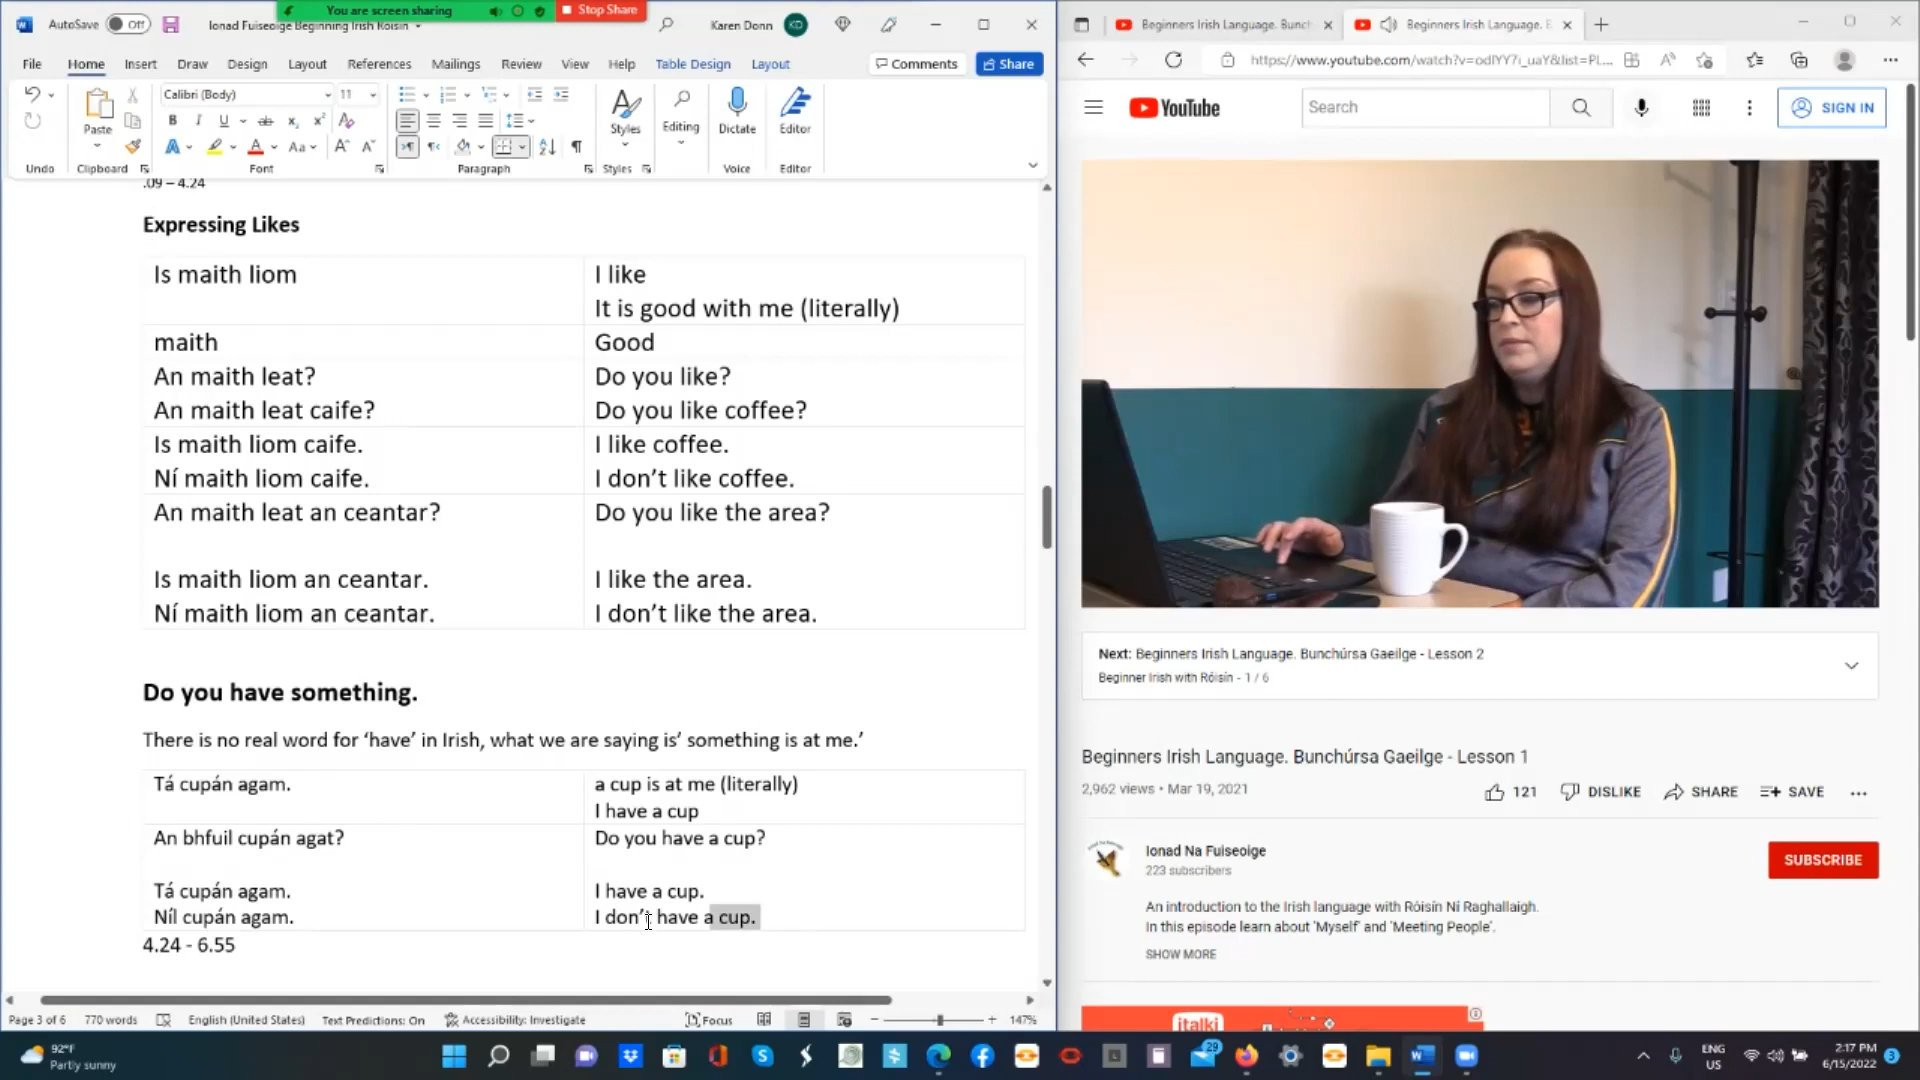 You are screen sharing
Stop Share
AutoSave Off
Ionad Fuiseoige Beginning Irish Roisin
Karen Donn
KD
File Home Insert Draw Design Layout References Mailings Review View Help Table Design Layout
Comments
Share
Calibri (Body) 11
Paste
Styles
Editing
Dictate
Editor
Undo
Clipboard
Font
Paragraph
Styles
Voice
Editor
.09 – 4.24
Expressing Likes
Is maith liom
I like
It is good with me (literally)
maith
Good
An maith leat?
Do you like?
An maith leat caife?
Do you like coffee?
Is maith liom caife.
I like coffee.
Ní maith liom caife.
I don’t like coffee.
An maith leat an ceantar?
Do you like the area?
Is maith liom an ceantar.
I like the area.
Ní maith liom an ceantar.
I don’t like the area.
Do you have something.
There is no real word for ‘have’ in Irish, what we are saying is’ something is at me.’
Tá cupán agam.
a cup is at me (literally)
I have a cup
An bhfuil cupán agat?
Do you have a cup?
Tá cupán agam.
I have a cup.
Níl cupán agam.
I don’t have a cup.
4.24 - 6.55
Page 3 of 6
770 words
English (United States)
Text Predictions: On
Accessibility: Investigate
Focus
147%
Beginners Irish Language. Bunch
Beginners Irish Language. B
https://www.youtube.com/watch?v=odlYY7i_uaY&list=PL...
YouTube
Search
SIGN IN
Next: Beginners Irish Language. Bunchúrsa Gaeilge - Lesson 2
Beginner Irish with Róisín - 1 / 6
Beginners Irish Language. Bunchúrsa Gaeilge - Lesson 1
2,962 views • Mar 19, 2021
121
DISLIKE
SHARE
SAVE
Ionad Na Fuiseoige
223 subscribers
SUBSCRIBE
An introduction to the Irish language with Róisín Ní Raghallaigh.
In this episode learn about 'Myself' and 'Meeting People'.
SHOW MORE
italki
92°F
Partly sunny
29
ENG
US
2:17 PM
6/15/2022
3